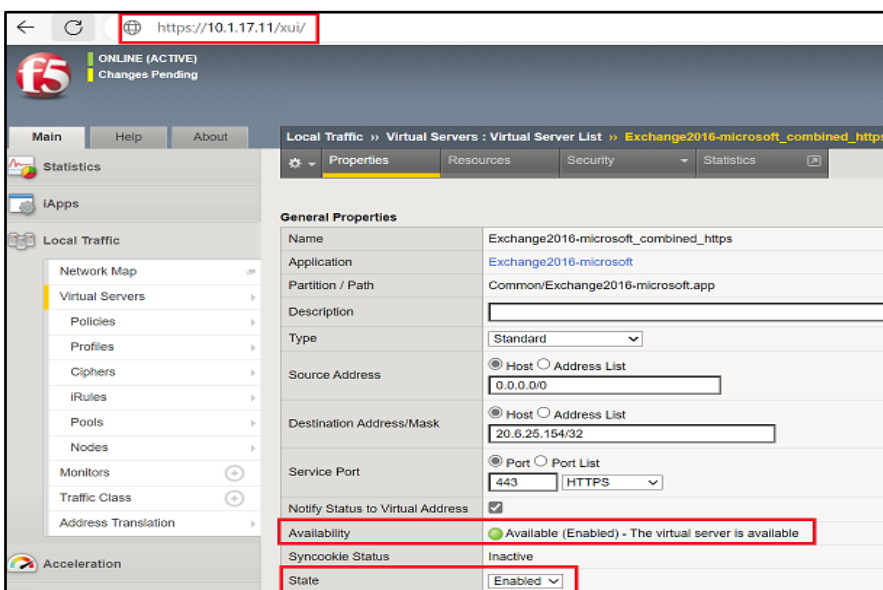 https://10.1.17.11/xui/
f5
ONLINE (ACTIVE)
Changes Pending
Main Help About
Local Traffic ›› Virtual Servers : Virtual Server List ›› Exchange2016-microsoft_combined_https
Properties Resources Security Statistics
Statistics
iApps
Local Traffic
Network Map
Virtual Servers
Policies
Profiles
Ciphers
iRules
Pools
Nodes
Monitors
Traffic Class
Address Translation
Acceleration
General Properties
Name Exchange2016-microsoft_combined_https
Application Exchange2016-microsoft
Partition / Path Common/Exchange2016-microsoft.app
Description
Type Standard
Source Address Host Address List
0.0.0.0/0
Destination Address/Mask Host Address List
20.6.25.154/32
Service Port Port Port List
443 HTTPS
Notify Status to Virtual Address
Availability Available (Enabled) - The virtual server is available
Syncookie Status Inactive
State Enabled